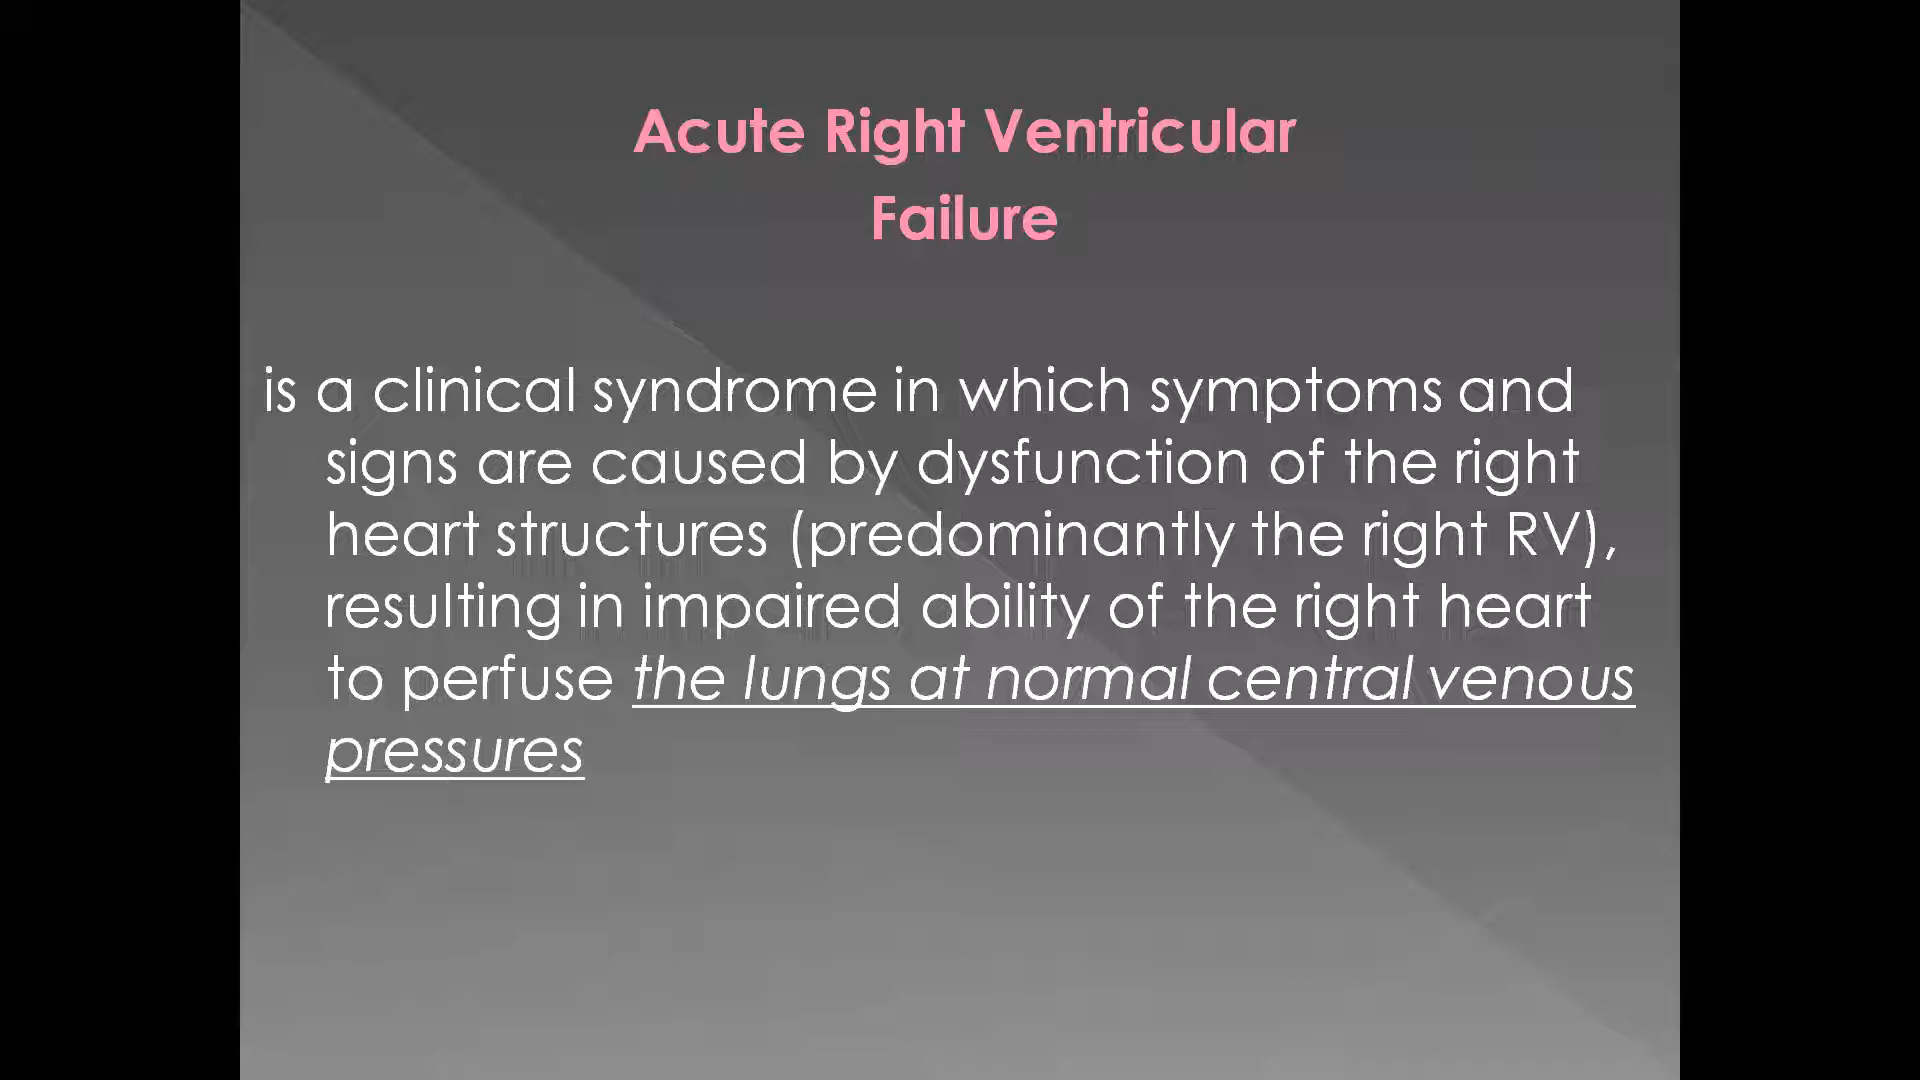 Acute Right Ventricular
Failure
is a clinical syndrome in which symptoms and
signs are caused by dysfunction of the right
heart structures (predominantly the right RV),
resulting in impaired ability of the right heart
to perfuse the lungs at normal central venous
pressures